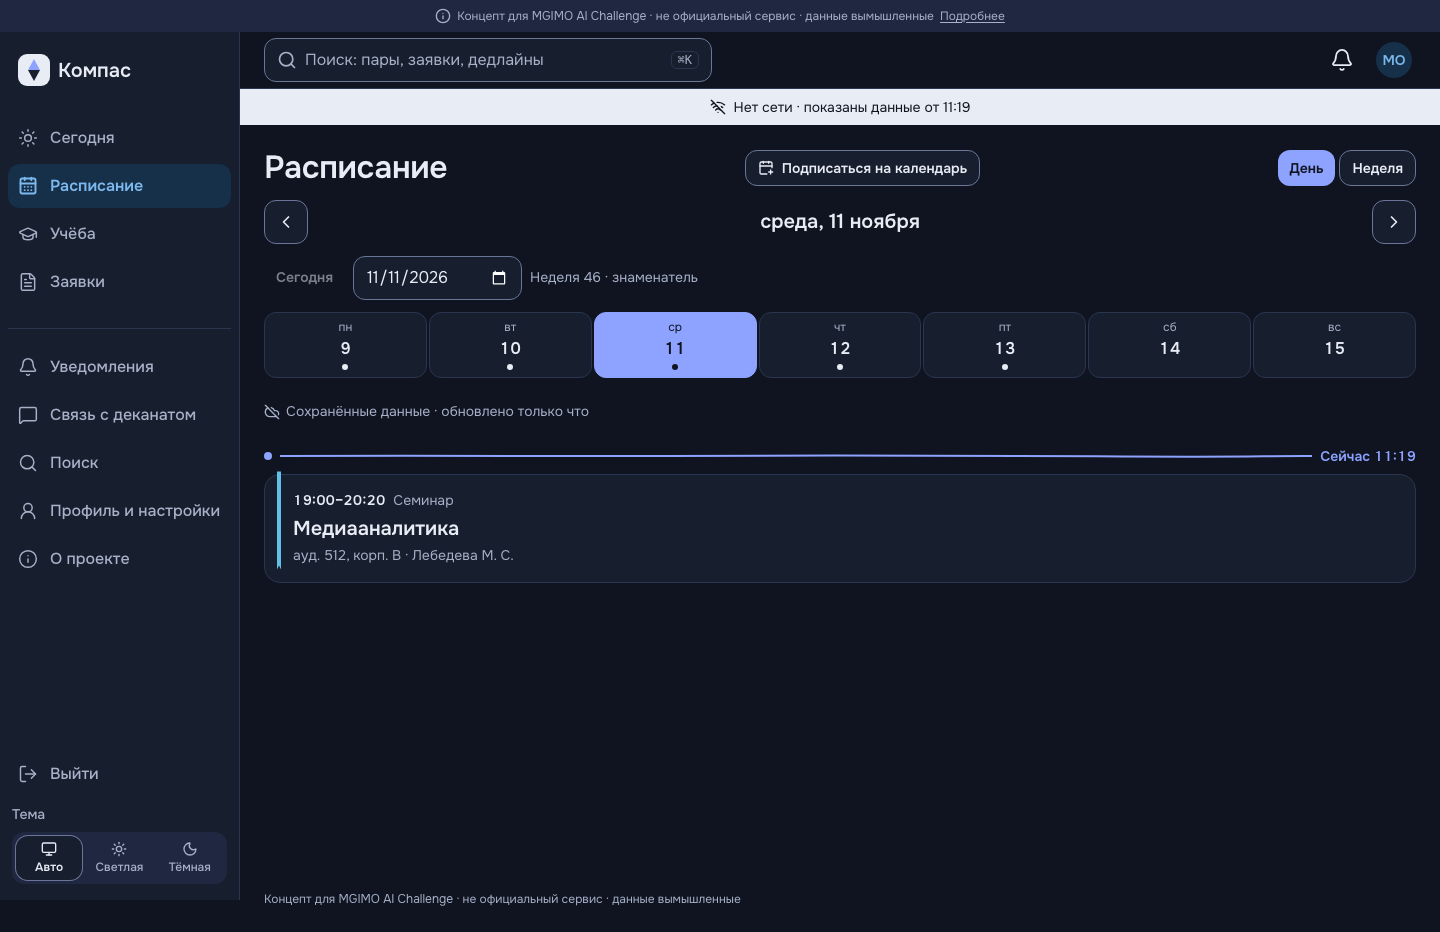 Концепт для MGIMO AI Challenge · не официальный сервис · данные вымышленные Подробнее
Компас
Поиск: пары, заявки, дедлайны ⌘K
МО
Нет сети · показаны данные от 11:19
Сегодня
Расписание
Учёба
Заявки
Уведомления
Связь с деканатом
Поиск
Профиль и настройки
О проекте
Выйти
Тема
Авто Светлая Тёмная
Расписание
Подписаться на календарь
День Неделя
среда, 11 ноября
Сегодня 11/11/2026 Неделя 46 · знаменатель
пн вт ср чт пт сб вс
9 10 11 12 13 14 15
Сохранённые данные · обновлено только что
Сейчас 11:19
19:00–20:20 Семинар
Медиааналитика
ауд. 512, корп. В · Лебедева М. С.
Концепт для MGIMO AI Challenge · не официальный сервис · данные вымышленные